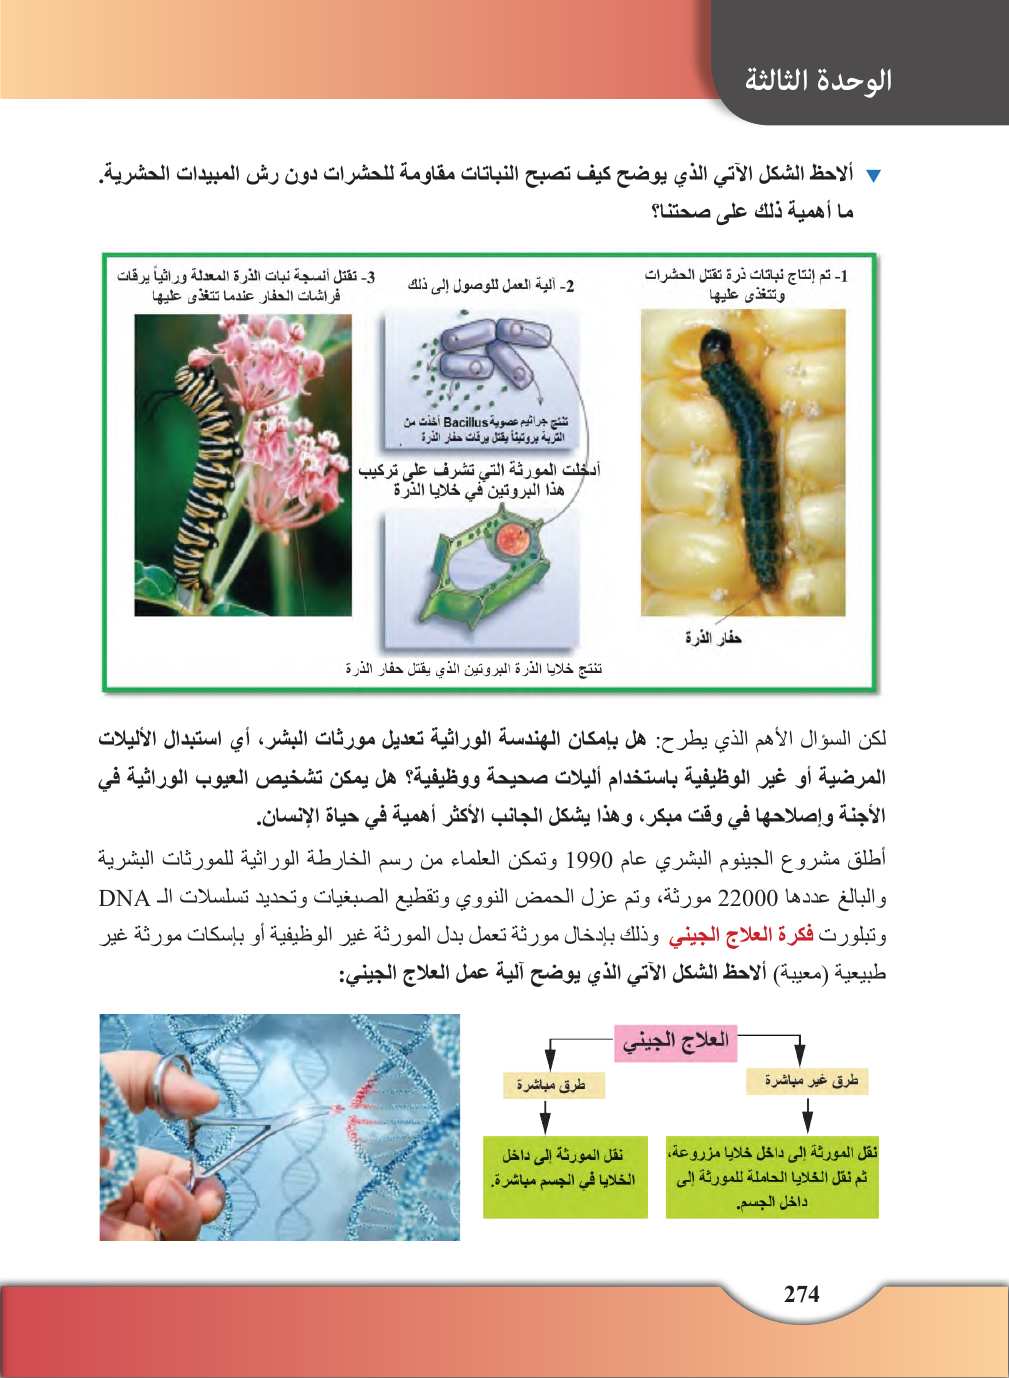 الوحدة الثالثة
ألاحظ الشكل الآتي الذي يوضح كيف تصبح النباتات مقاومة للحشرات دون رش المبيدات الحشرية.
ما أهمية ذلك على صحتنا؟
1- تم إنتاج نباتات ذرة تقتل الحشرات
وتتغذى عليها
حفار الذرة
2- آلية العمل للوصول إلى ذلك
تنتج جراثيم عصوية Bacillus أخذت من
التربة بروتيناً يقتل يرقات حفار الذرة
أدخلت المورثة التي تشرف على تركيب
هذا البروتين في خلايا الذرة
تنتج خلايا الذرة البروتين الذي يقتل حفار الذرة
3- تقتل أنسجة نبات الذرة المعدلة وراثياً يرقات
فراشات الحفار عندما تتغذى عليها
لكن السؤال الأهم الذي يطرح: هل بإمكان الهندسة الوراثية تعديل مورثات البشر، أي استبدال الأليلات
المرضية أو غير الوظيفية باستخدام أليلات صحيحة ووظيفية؟ هل يمكن تشخيص العيوب الوراثية في
الأجنة وإصلاحها في وقت مبكر، وهذا يشكل الجانب الأكثر أهمية في حياة الإنسان.
أطلق مشروع الجينوم البشري عام 1990 وتمكن العلماء من رسم الخارطة الوراثية للمورثات البشرية
والبالغ عددها 22000 مورثة، وتم عزل الحمض النووي وتقطيع الصبغيات وتحديد تسلسلات الـ DNA
وتبلورت فكرة العلاج الجيني وذلك بإدخال مورثة تعمل بدل المورثة غير الوظيفية أو بإسكات مورثة غير
طبيعية (معيبة) ألاحظ الشكل الآتي الذي يوضح آلية عمل العلاج الجيني:
العلاج الجيني
طرق غير مباشرة
نقل المورثة إلى داخل خلايا مزروعة،
ثم نقل الخلايا الحاملة للمورثة إلى
داخل الجسم.
طرق مباشرة
نقل المورثة إلى داخل
الخلايا في الجسم مباشرة.
274